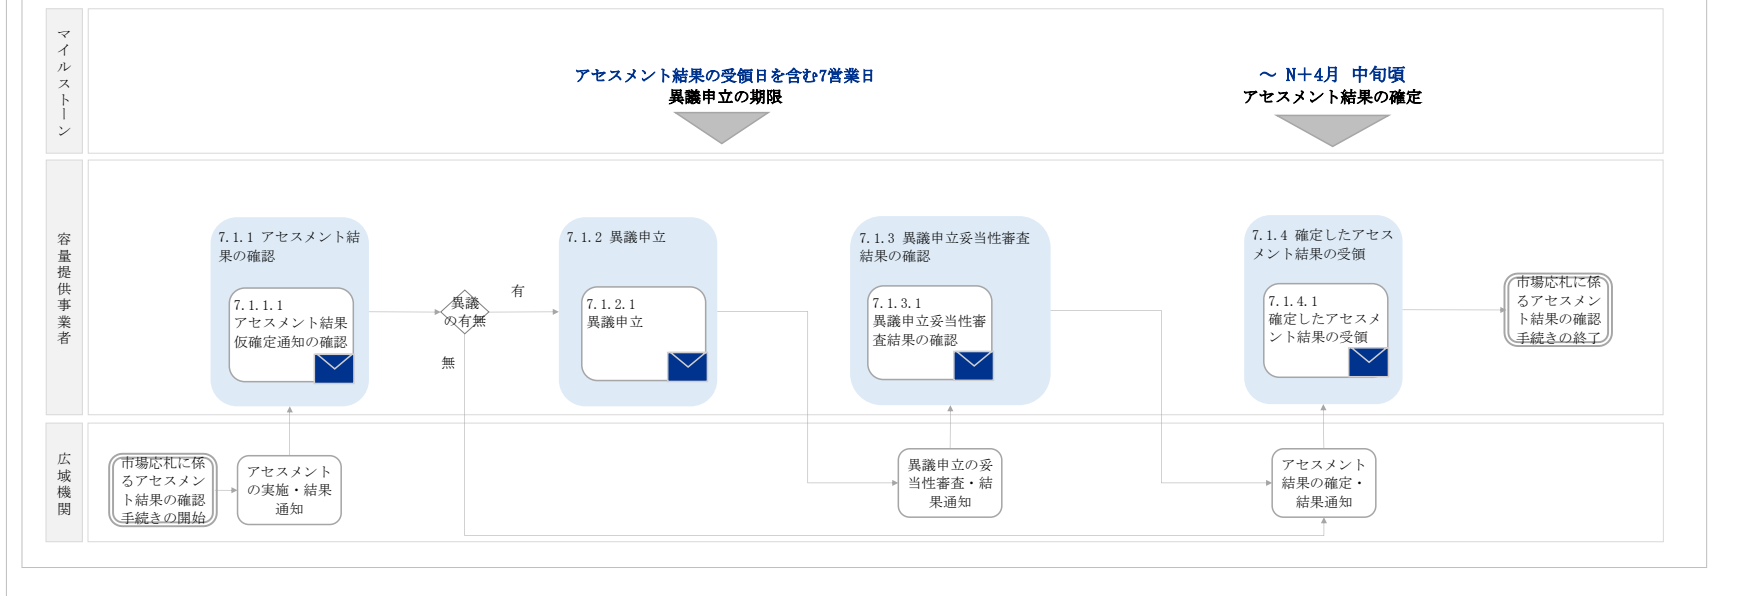 マイルストーン
アセスメント結果の受領日を含む7営業日
異議申立の期限
～ N＋4月 中旬頃
アセスメント結果の確定
容量提供事業者
7.1.1 アセスメント結
果の確認
7.1.1.1
アセスメント結果
仮確定通知の確認
異議
の有無
有
無
7.1.2 異議申立
7.1.2.1
異議申立
7.1.3 異議申立妥当性審査
結果の確認
7.1.3.1
異議申立妥当性審
査結果の確認
7.1.4 確定したアセス
メント結果の受領
7.1.4.1
確定したアセスメ
ント結果の受領
市場応札に係
るアセスメン
ト結果の確認
手続きの終了
広域機関
市場応札に係
るアセスメン
ト結果の確認
手続きの開始
アセスメント
の実施・結果
通知
異議申立の妥
当性審査・結
果通知
アセスメント
結果の確定・
結果通知